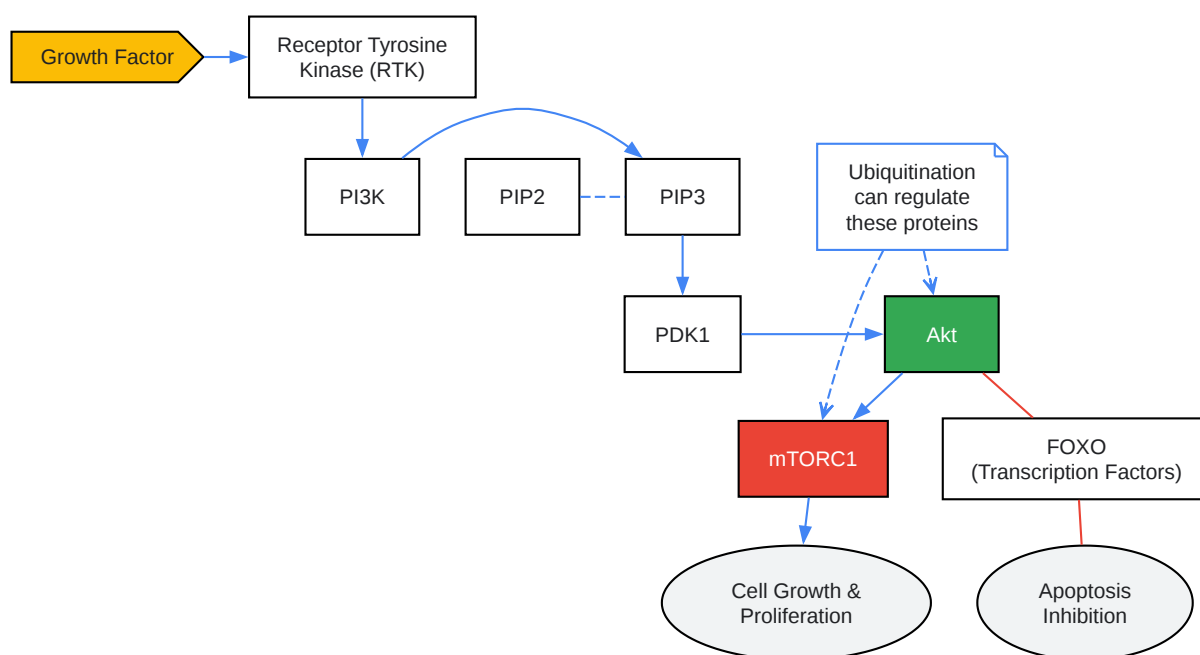 Growth Factor
Receptor Tyrosine
Kinase (RTK)
PI3K
PIP2
PIP3
Ubiquitination
can regulate
these proteins
PDK1
Akt
mTORC1
FOXO
(Transcription Factors)
Cell Growth &
Proliferation
Apoptosis
Inhibition